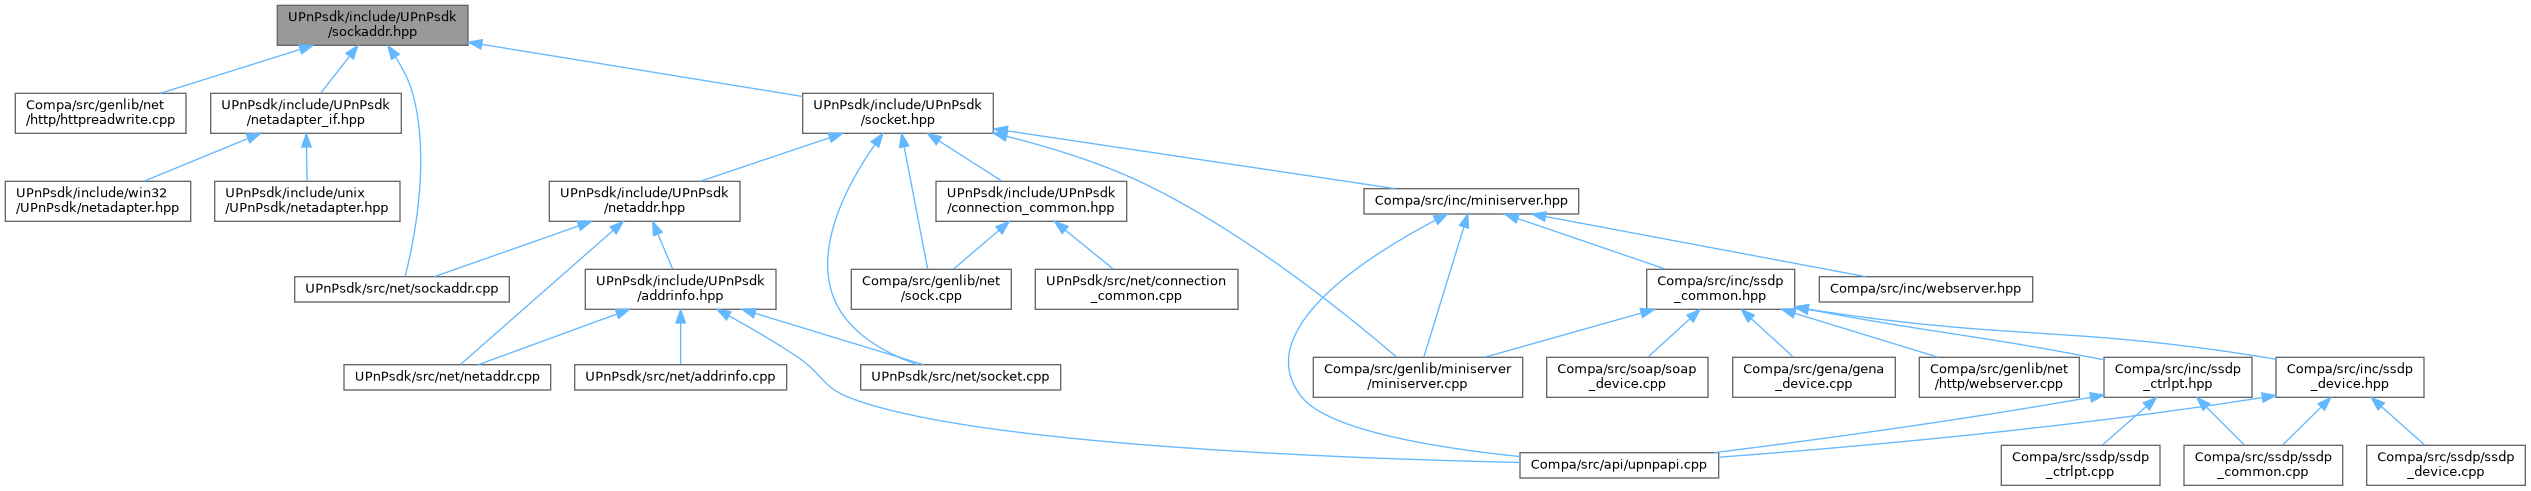 UPnPsdk/include/UPnPsdk
/sockaddr.hpp
Compa/src/genlib/net
/http/httpreadwrite.cpp
UPnPsdk/include/UPnPsdk
/netadapter_if.hpp
UPnPsdk/include/UPnPsdk
/socket.hpp
UPnPsdk/include/win32
/UPnPsdk/netadapter.hpp
UPnPsdk/include/unix
/UPnPsdk/netadapter.hpp
UPnPsdk/include/UPnPsdk
/netaddr.hpp
UPnPsdk/include/UPnPsdk
/connection_common.hpp
Compa/src/inc/miniserver.hpp
UPnPsdk/src/net/sockaddr.cpp
UPnPsdk/include/UPnPsdk
/addrinfo.hpp
Compa/src/genlib/net
/sock.cpp
UPnPsdk/src/net/connection
_common.cpp
Compa/src/inc/ssdp
_common.hpp
Compa/src/inc/webserver.hpp
UPnPsdk/src/net/netaddr.cpp
UPnPsdk/src/net/addrinfo.cpp
UPnPsdk/src/net/socket.cpp
Compa/src/genlib/miniserver
/miniserver.cpp
Compa/src/soap/soap
_device.cpp
Compa/src/gena/gena
_device.cpp
Compa/src/genlib/net
/http/webserver.cpp
Compa/src/inc/ssdp
_ctrlpt.hpp
Compa/src/inc/ssdp
_device.hpp
Compa/src/api/upnpapi.cpp
Compa/src/ssdp/ssdp
_ctrlpt.cpp
Compa/src/ssdp/ssdp
_common.cpp
Compa/src/ssdp/ssdp
_device.cpp